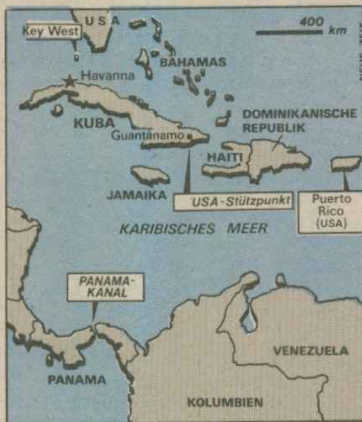 USA
400
km
Key West
Havanna
BAHAMAS
KUBA
Guantanamo
DOMINIKANISCHE
REPUBLIK
HAITI
JAMAIKA
USA-Stützpunkt
Puerto
Rico
(USA)
KARIBISCHES MEER
PANAMA-
KANAL
VENEZUELA
PANAMA
KOLUMBIEN